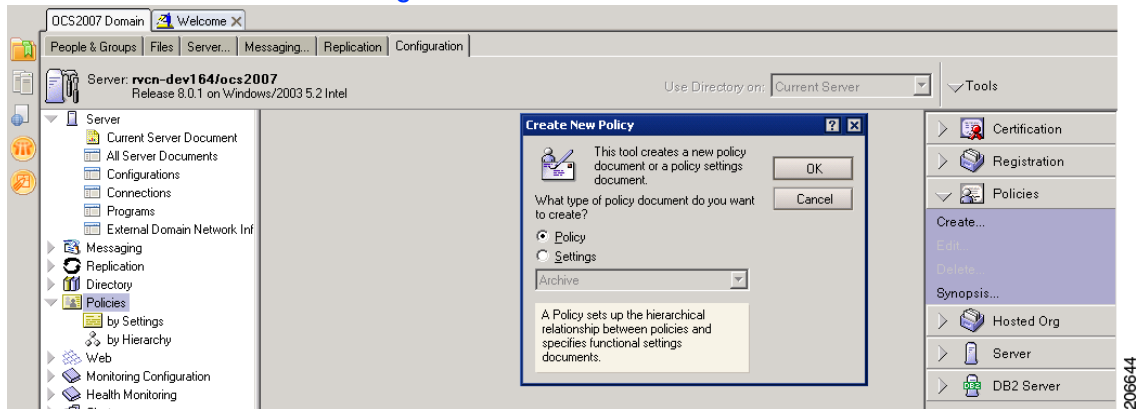 OCS2007 Domain
Welcome
People & Groups
Files
Server...
Messaging...
Replication
Configuration
Server: rvcn-dev164/ocs2007
Release 8.0.1 on Windows/2003 5.2 Intel
Use Directory on:
Current Server
Tools
Server
Current Server Document
All Server Documents
Configurations
Connections
Programs
External Domain Network Inf
Messaging
Replication
Directory
Policies
by Settings
by Hierarchy
Web
Monitoring Configuration
Health Monitoring
Create New Policy
This tool creates a new policy
document or a policy settings
document.
OK
Cancel
What type of policy document do you want
to create?
Policy
Settings
Archive
A Policy sets up the hierarchical
relationship between policies and
specifies functional settings
documents.
Certification
Registration
Policies
Create...
Edit...
Delete...
Synopsis...
Hosted Org
Server
DB2 Server
206644